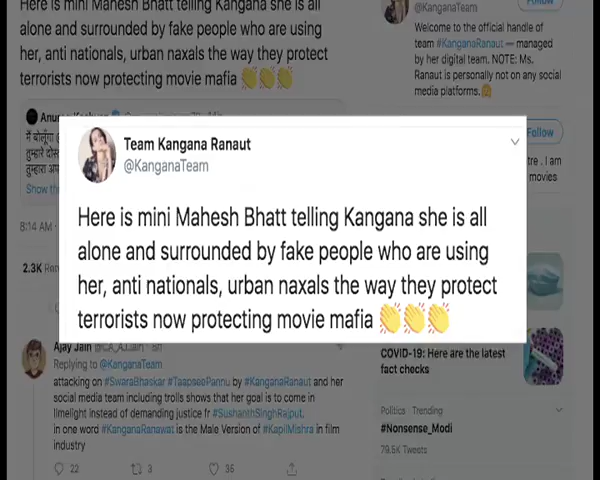 Here is mini Mahesh Bhatt telling Kangana she is all
alone and surrounded by fake people who are using
her, anti nationals, urban naxals the way they protect
terrorists now protecting movie mafia 👏👏👏
@KanganaTeam
Welcome to the official handle of
team #KanganaRanaut — managed
by her digital team. NOTE: Ms.
Ranaut is personally not on any social
media platforms.
Follow
मैं बोलूँगा
Show
8:14 AM
2.3K
Team Kangana Ranaut
@KanganaTeam
Here is mini Mahesh Bhatt telling Kangana she is all
alone and surrounded by fake people who are using
her, anti nationals, urban naxals the way they protect
terrorists now protecting movie mafia 👏👏👏
Follow
. I am
movies
Ajay Jain
Replying to @KanganaTeam
attacking on #SwaraBhaskar #TaapseePannu by #KanganaRanaut and her
social media team including trolls shows that her goal is to come in
limelight instead of demanding justice fr #SushantSinghRajput.
in one word #KanganaRanawat is the Male Version of #KapilMishra in film
industry
22 3 35
COVID-19: Here are the latest
fact checks
Politics · Trending
#Nonsense_Modi
79.5K Tweets